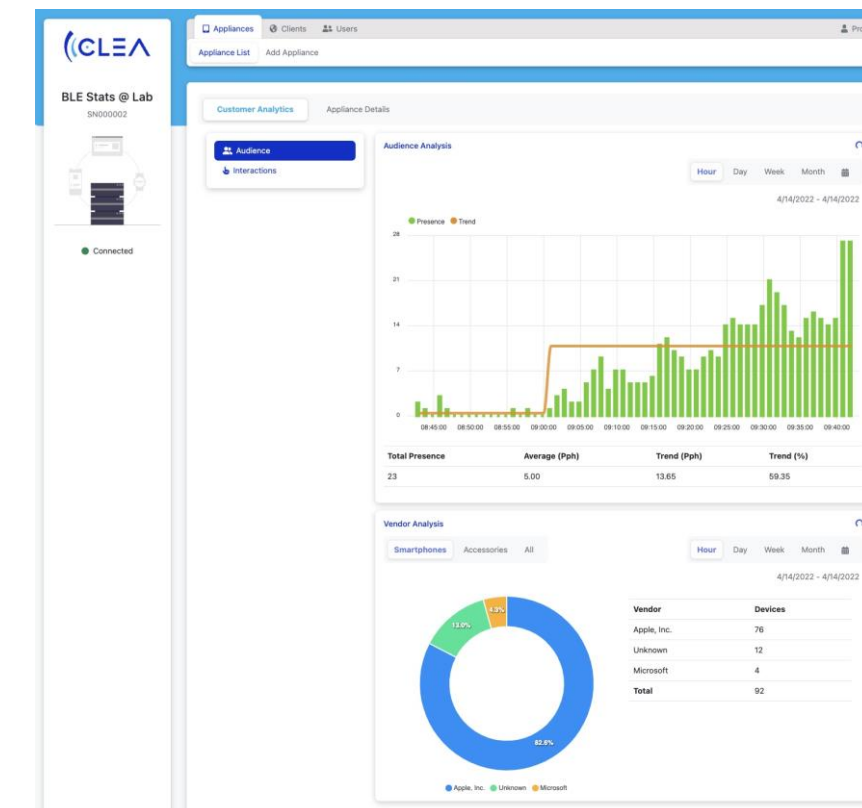 CLEA
BLE Stats @ Lab
SN000002
Connected
Appliances Clients Users
Appliance List Add Appliance
Customer Analytics Appliance Details
Audience
Interactions
Audience Analysis
Hour Day Week Month
4/14/2022 - 4/14/2022
Presence Trend
28
21
14
7
0
08:45:00 08:50:00 08:55:00 09:00:00 09:05:00 09:10:00 09:15:00 09:20:00 09:25:00 09:30:00 09:35:00 09:40:00
Total Presence Average (Pph) Trend (Pph) Trend (%)
23 5.00 13.65 59.35
Vendor Analysis
Smartphones Accessories All Hour Day Week Month
4/14/2022 - 4/14/2022
4.3%
13.0%
82.6%
Apple, Inc. Unknown Microsoft
Vendor Devices
Apple, Inc. 76
Unknown 12
Microsoft 4
Total 92